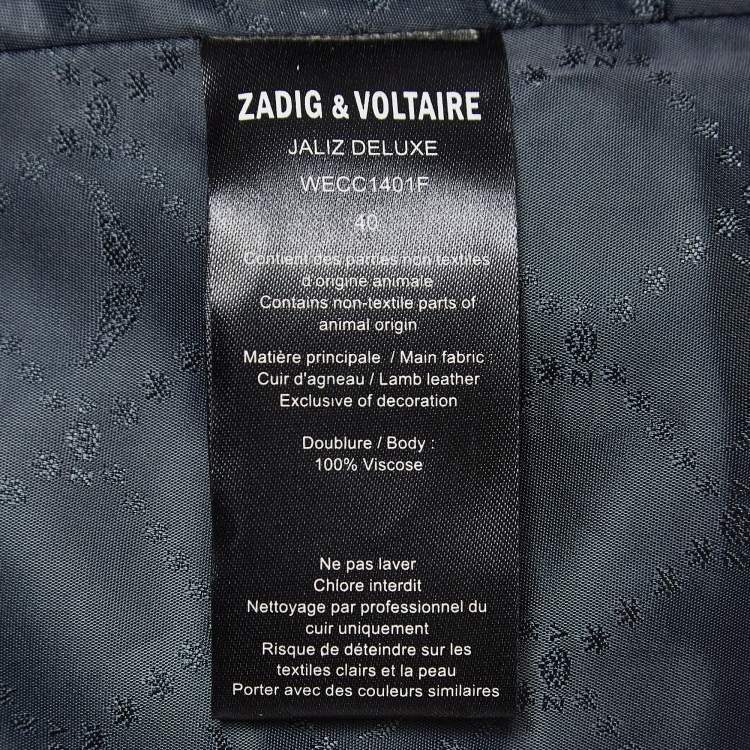 ZADIG & VOLTAIRE
JALIZ DELUXE
WECC1401F
40
Contient des parties non textiles
d'origine animale
Contains non-textile parts of
animal origin
Matière principale / Main fabric :
Cuir d'agneau / Lamb leather
Exclusive of decoration
Doublure / Body :
100% Viscose
Ne pas laver
Chlore interdit
Nettoyage par professionnel du
cuir uniquement
Risque de déteindre sur les
textiles clairs et la peau
Porter avec des couleurs similaires